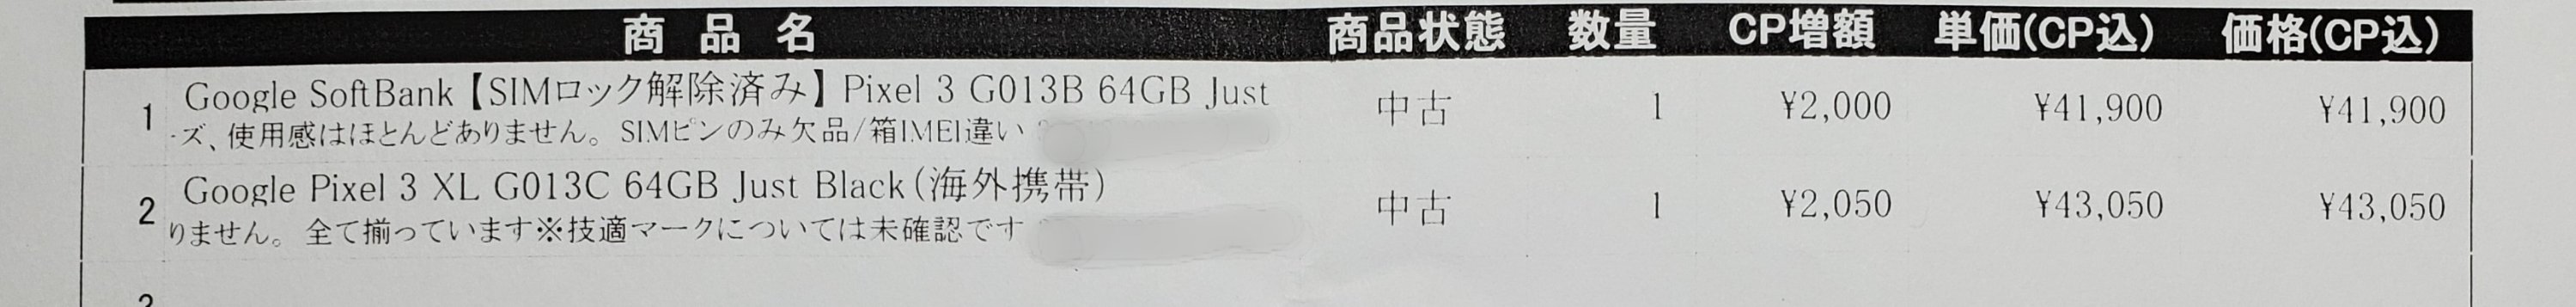 商品名 商品状態 数量 CP増額 単価(CP込) 価格(CP込)
1 Google SoftBank【SIMロック解除済み】Pixel 3 G013B 64GB Just 中古 1 ¥2,000 ¥41,900 ¥41,900
ズ、使用感はほとんどありません。SIMピンのみ欠品/箱IMEI違い
2 Google Pixel 3 XL G013C 64GB Just Black(海外携帯) 中古 1 ¥2,050 ¥43,050 ¥43,050
りません。全て揃っています※技適マークについては未確認です